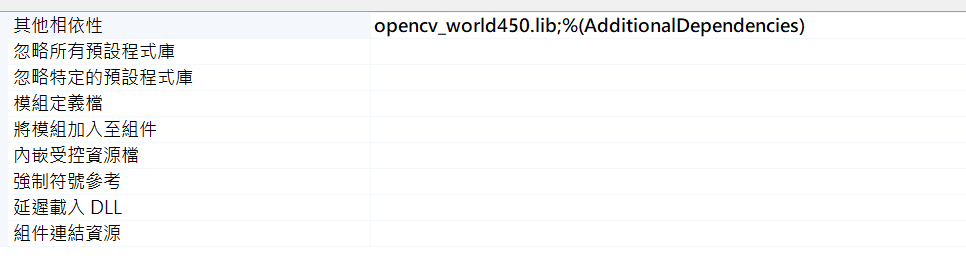 其他相依性 opencv_world450.lib;%(AdditionalDependencies)
忽略所有預設程式庫
忽略特定的預設程式庫
模組定義檔
將模組加入至組件
內嵌受控資源檔
強制符號參考
延遲載入 DLL
組件連結資源